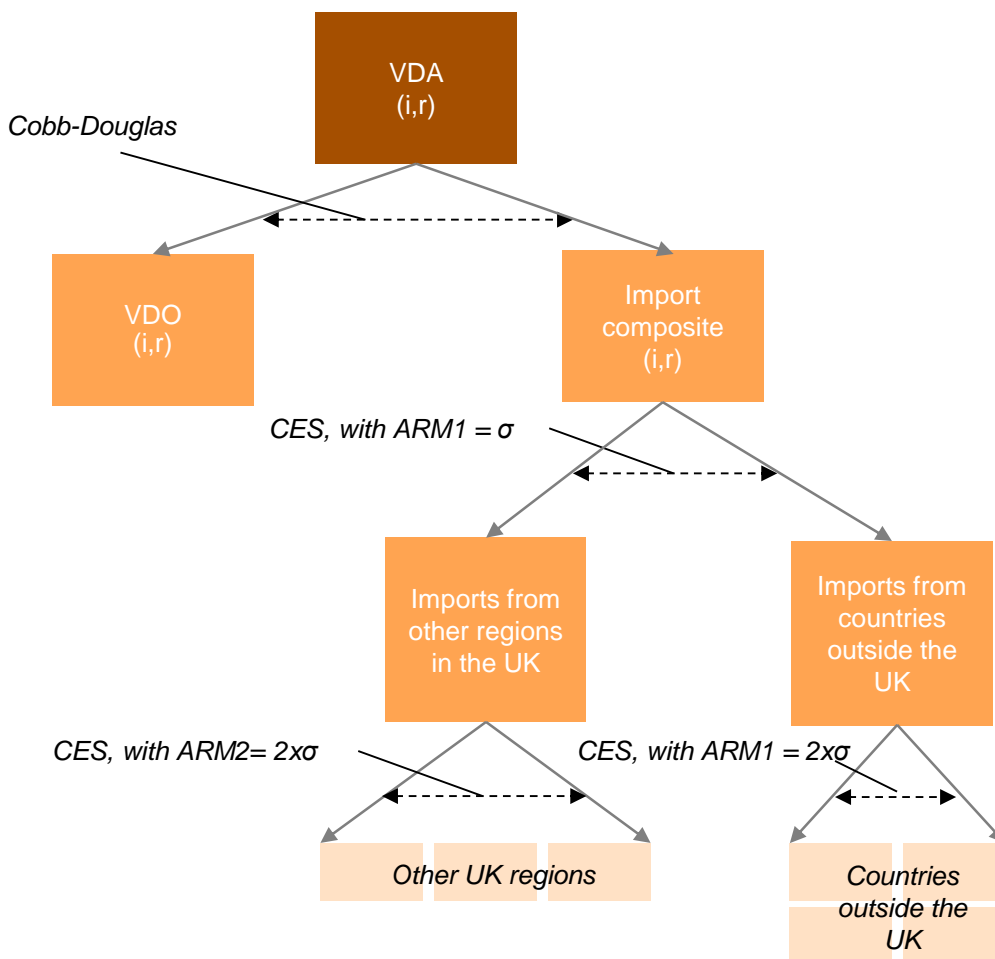 VDA
(i,r)
Cobb-Douglas
VDO
(i,r)
Import
composite
(i,r)
CES, with ARM1 = σ
Imports from
other regions
in the UK
Imports from
countries
outside the
UK
CES, with ARM2= 2xσ
CES, with ARM1 = 2xσ
Other UK regions
Countries
outside the
UK